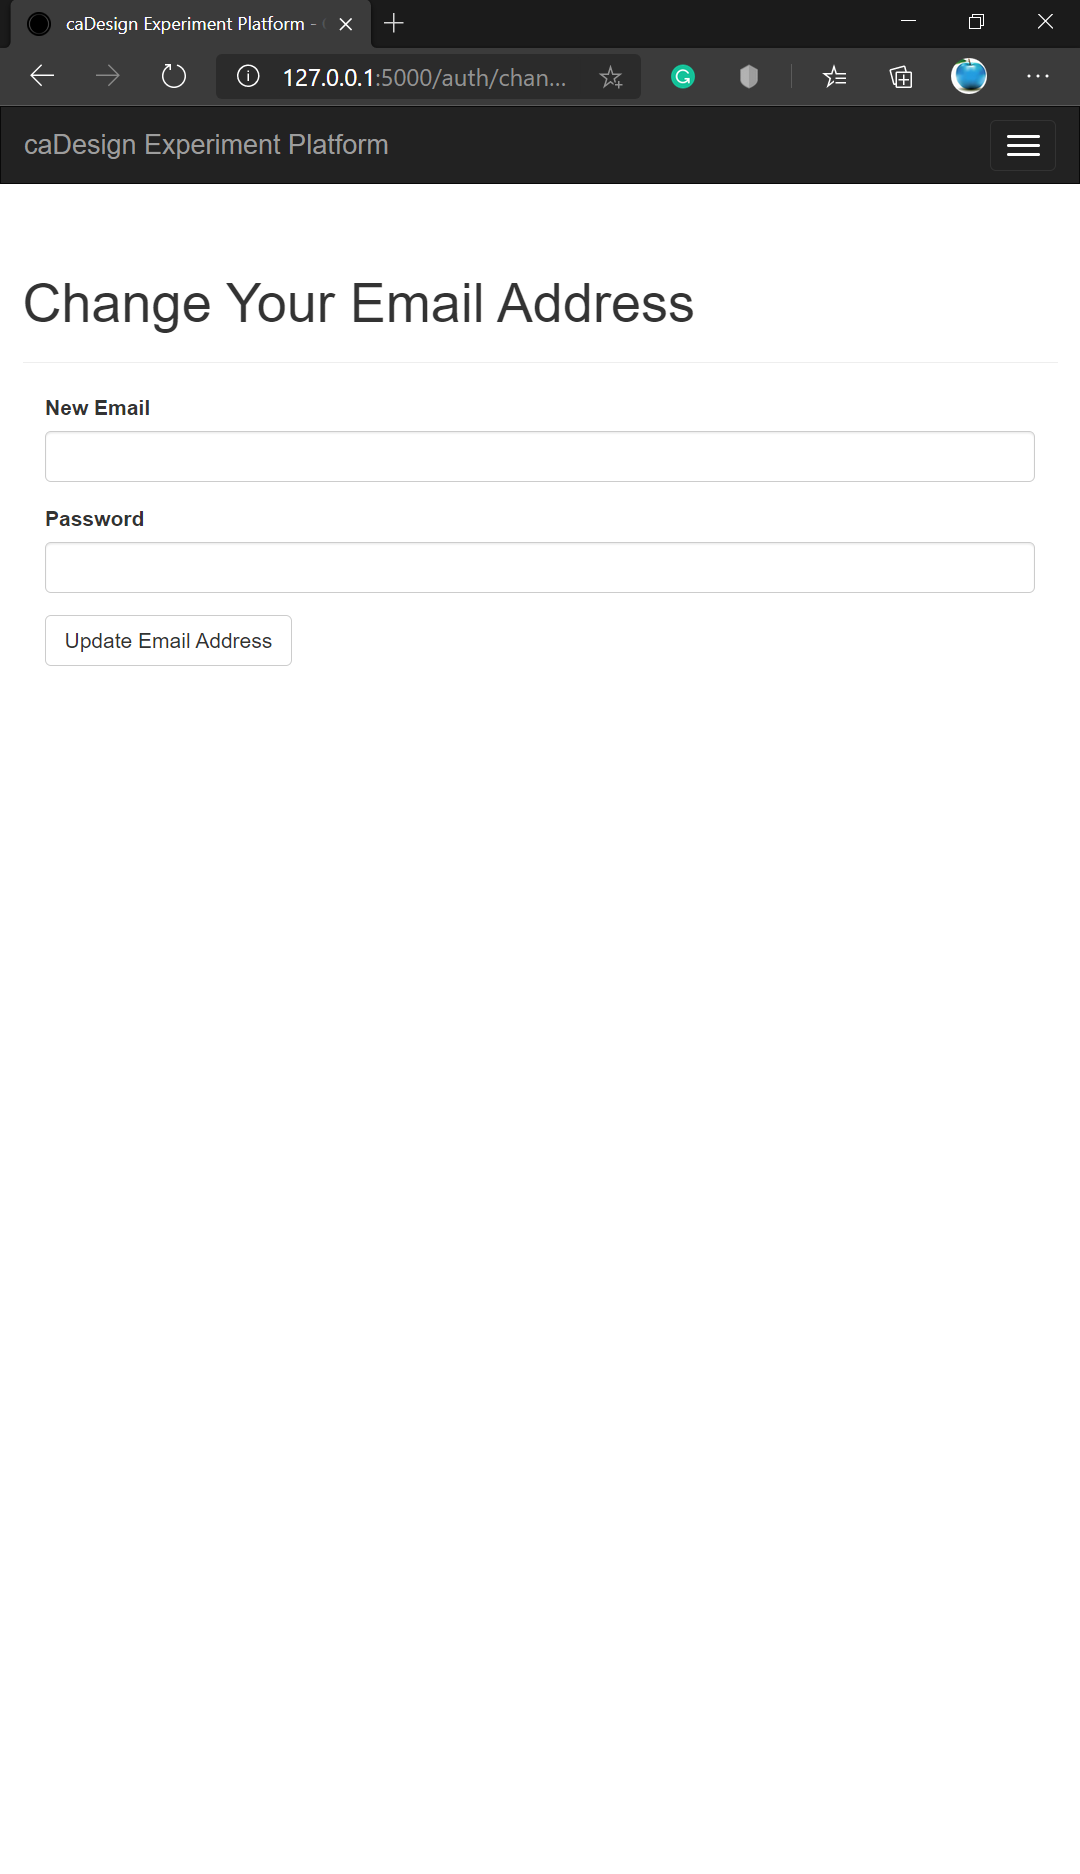 caDesign Experiment Platform -
127.0.0.1:5000/auth/chan...
caDesign Experiment Platform
Change Your Email Address
New Email
Password
Update Email Address